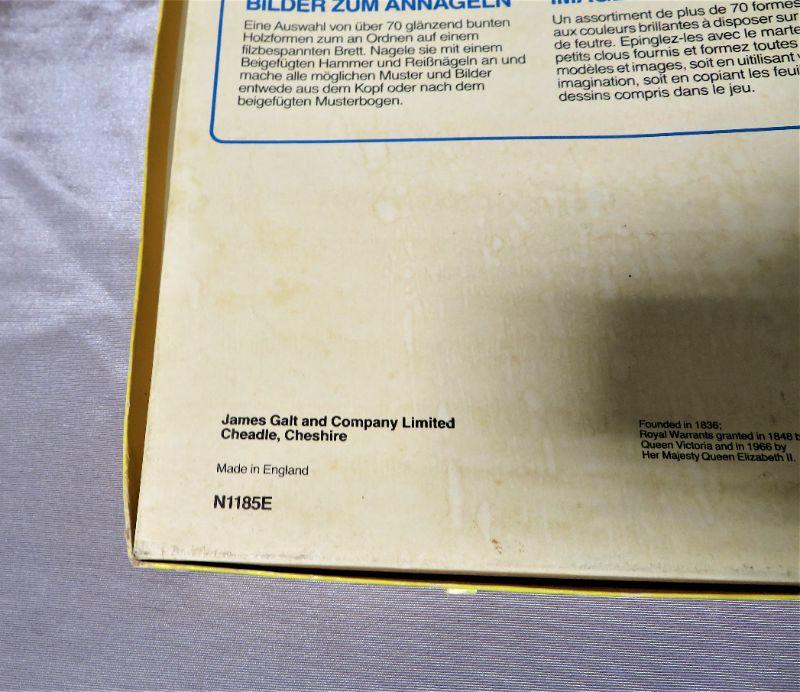 BILDER ZUM ANNAGELN
Eine Auswahl von über 70 glänzend bunten
Holzformen zum an Ordnen auf einem
filzbespannten Brett. Nagele sie mit einem
Beigefügten Hammer und Reißnägeln an und
mache alle möglichen Muster und Bilder
entwede aus dem Kopf oder nach dem
beigefügten Musterbogen.
Un assortiment de plus de 70 formes
aux couleurs brillantes à disposer sur
de feutre. Epinglez-les avec le
petits clous fournis et formez toutes
modèles et images, soit en uitilisant
imagination, soit en copiant les
dessins compris dans le jeu.
James Galt and Company Limited
Cheadle, Cheshire
Made in England
N1185E
Founded in 1836;
Royal Warrants granted in 1848
Queen Victoria and in 1966 by
Her Majesty Queen Elizabeth II.